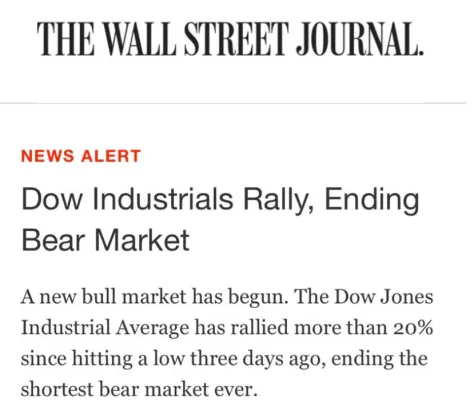 THE WALL STREET JOURNAL.
NEWS ALERT
Dow Industrials Rally, Ending
Bear Market
A new bull market has begun. The Dow Jones
Industrial Average has rallied more than 20%
since hitting a low three days ago, ending the
shortest bear market ever.